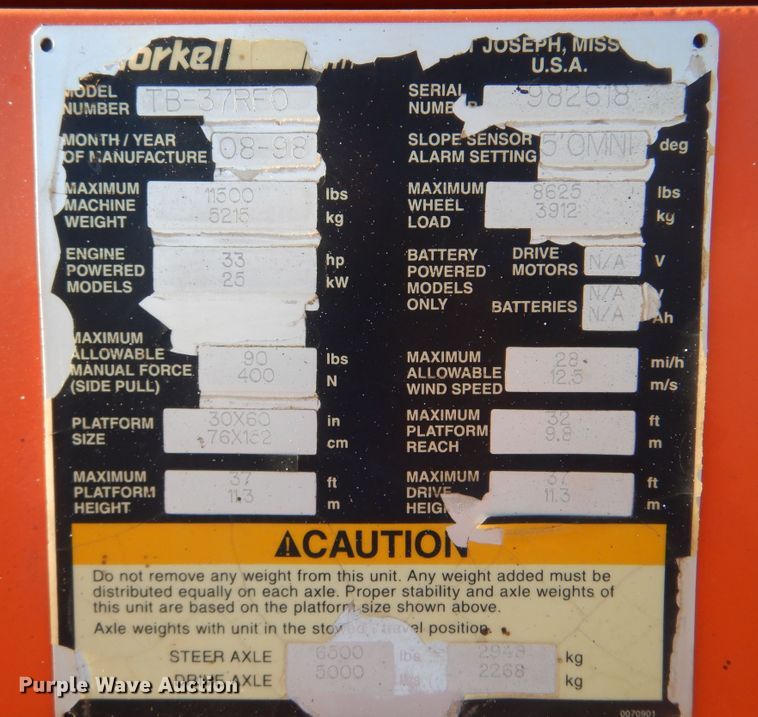 orkel
JOSEPH, MISS
U.S.A.
MODEL NUMBER TB-37RFO
SERIAL NUMBER 982618
MONTH / YEAR OF MANUFACTURE 08-98
SLOPE SENSOR ALARM SETTING 5°OMNI deg
MAXIMUM MACHINE WEIGHT
11500 lbs
5215 kg
MAXIMUM WHEEL LOAD
8625 lbs
3912 kg
ENGINE POWERED MODELS
33 hp
25 kW
BATTERY POWERED MODELS ONLY
DRIVE MOTORS N/A V
BATTERIES N/A V
N/A Ah
MAXIMUM ALLOWABLE MANUAL FORCE (SIDE PULL)
90 lbs
400 N
MAXIMUM ALLOWABLE WIND SPEED
28 mi/h
12.5 m/s
PLATFORM SIZE
30X60 in
76X152 cm
MAXIMUM PLATFORM REACH
32 ft
9.8 m
MAXIMUM PLATFORM HEIGHT
37 ft
11.3 m
MAXIMUM DRIVE HEIGHT
37 ft
11.3 m
CAUTION
Do not remove any weight from this unit. Any weight added must be
distributed equally on each axle. Proper stability and axle weights of
this unit are based on the platform size shown above.
Axle weights with unit in the stowed travel position.
STEER AXLE 6500 lbs 2948 kg
DRIVE AXLE 5000 lbs 2268 kg
Purple Wave Auction
0070901